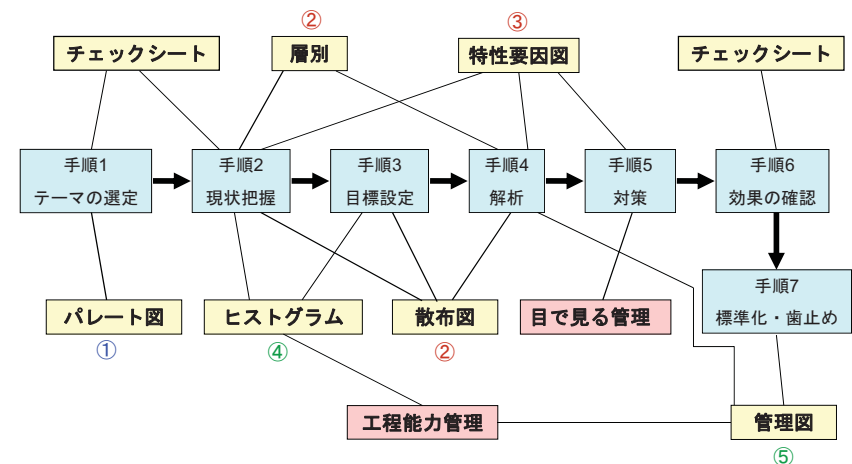 ② ③
チェックシート 層別 特性要因図 チェックシート
手順1 手順2 手順3 手順4 手順5 手順6
テーマの選定 現状把握 目標設定 解析 対策 効果の確認
手順7
標準化・歯止め
パレート図 ヒストグラム 散布図 目で見る管理
① ④ ②
工程能力管理 管理図
⑤